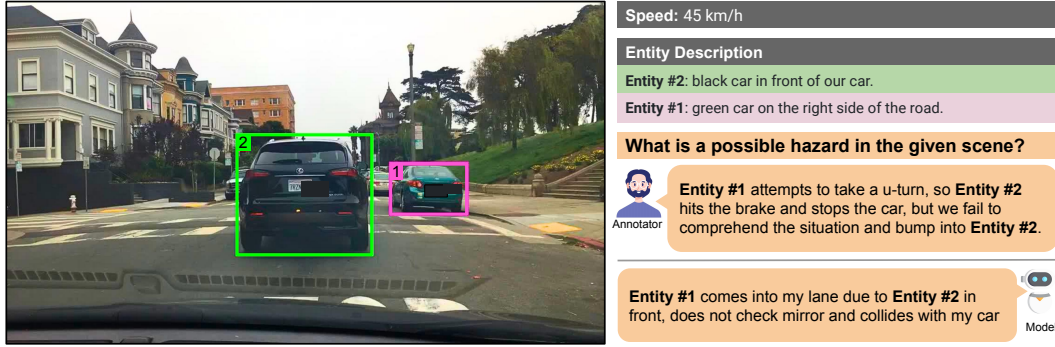 2
1
Speed: 45 km/h
Entity Description
Entity #2: black car in front of our car.
Entity #1: green car on the right side of the road.
What is a possible hazard in the given scene?
Annotator
Entity #1 attempts to take a u-turn, so Entity #2
hits the brake and stops the car, but we fail to
comprehend the situation and bump into Entity #2.
Entity #1 comes into my lane due to Entity #2 in
front, does not check mirror and collides with my car
Model